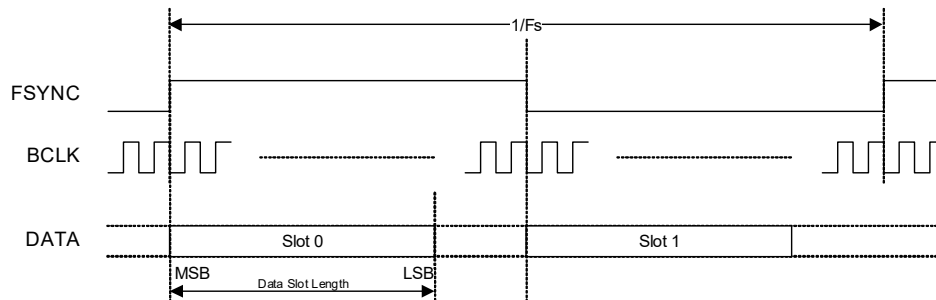 1/Fs
FSYNC
BCLK
DATA
Slot 0
Slot 1
MSB
LSB
Data Slot Length